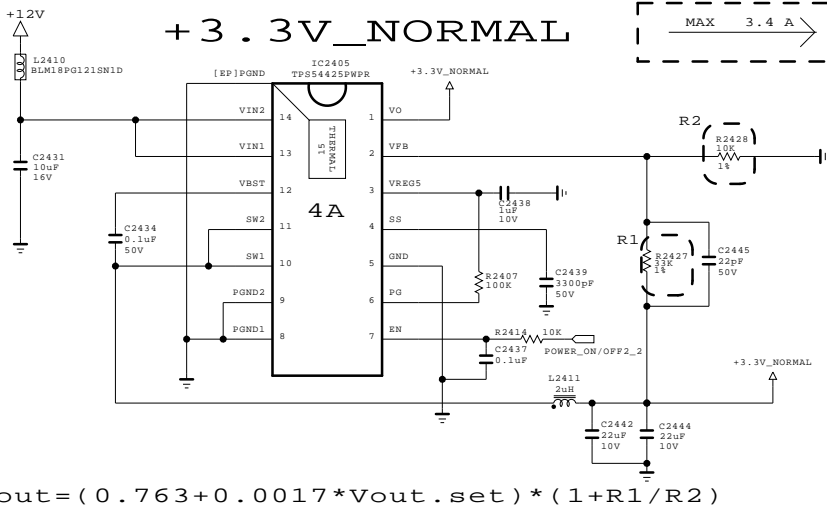 +12V
+3.3V_NORMAL
MAX 3.4 A
L2410
BLM18PG121SN1D
IC2405
TPS54425PWPR
[EP]PGND
+3.3V_NORMAL
VIN2
14
1
VO
THERMAL
15
R2
R2428
10K
1%
VIN1
13
2
VFB
C2431
10uF
16V
VBST
12
3
VREG5
4A
C2438
1uF
10V
C2434
0.1uF
50V
SW2
11
4
SS
R1
R2427
33K
1%
C2445
22pF
50V
SW1
10
5
GND
R2407
100K
C2439
3300pF
50V
PGND2
9
6
PG
PGND1
8
7
EN
R2414 10K
C2437
0.1uF
POWER_ON/OFF2_2
+3.3V_NORMAL
L2411
2uH
C2442
22uF
10V
C2444
22uF
10V
out=(0.763+0.0017*Vout.set)*(1+R1/R2)